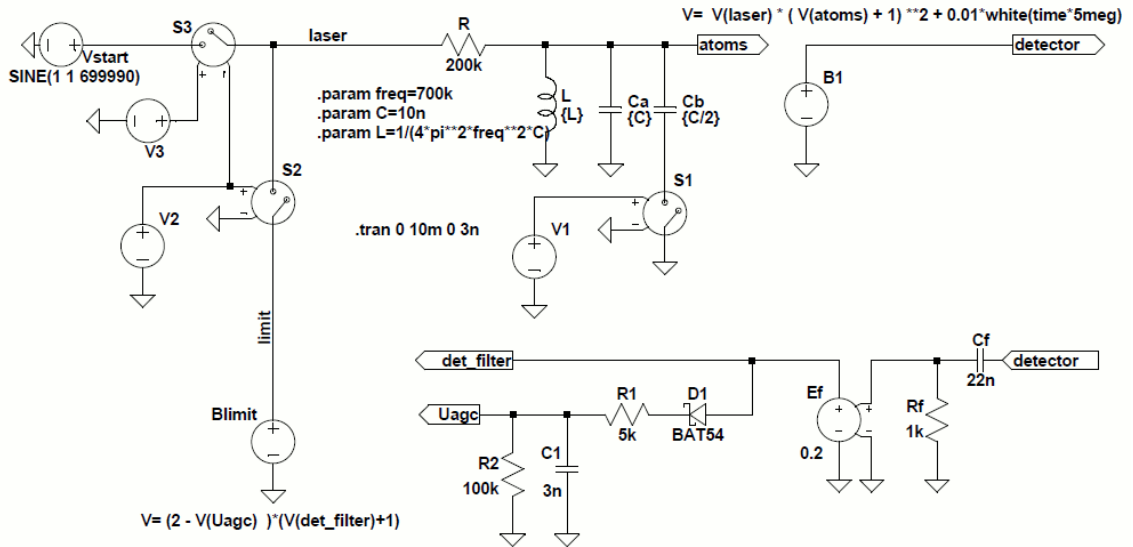 V= V(laser) * ( V(atoms) + 1) **2 + 0.01*white(time*5meg)
S3
laser
R
200k
atoms
detector
Vstart
SINE(1 1 699990)
.param freq=700k
.param C=10n
.param L=1/(4*pi**2*freq**2*C)
L
{L}
Ca
{C}
Cb
{C/2}
B1
V3
S2
S1
V2
.tran 0 10m 0 3n
V1
limit
det_filter
Cf
22n
detector
Uagc
R1
5k
D1
BAT54
Ef
0.2
Rf
1k
Blimit
R2
100k
C1
3n
V= (2 - V(Uagc) )*(V(det_filter)+1)